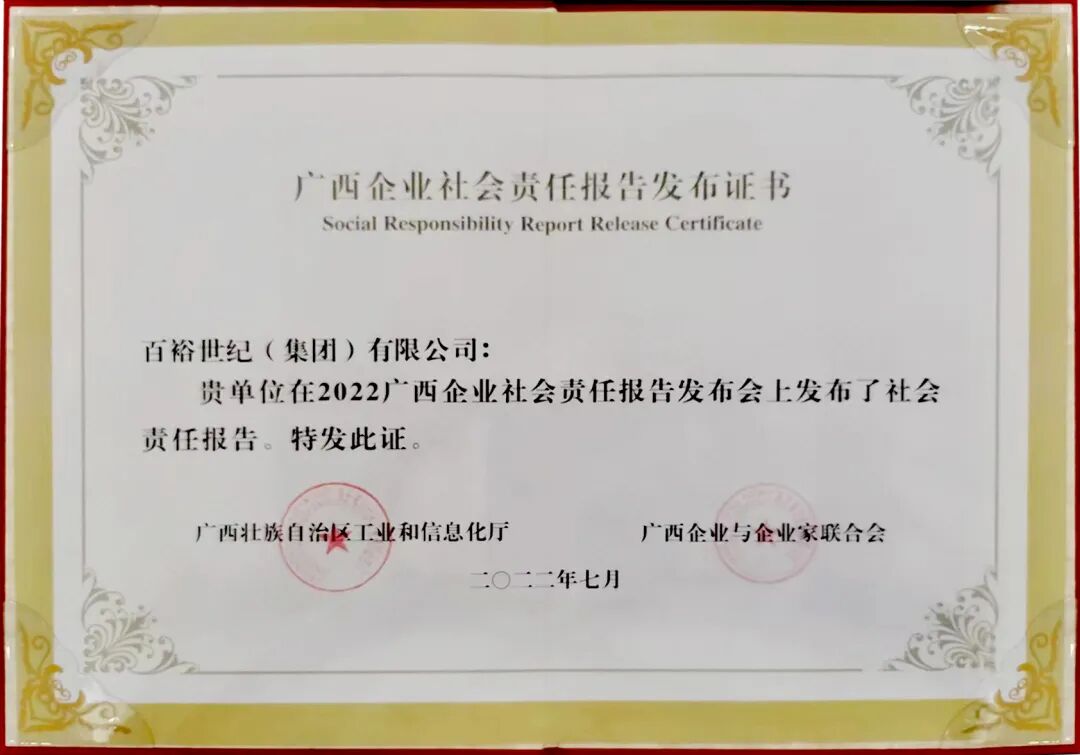 广西企业社会责任报告发布证书
Social Responsibility Report Release Certificate
百裕世纪（集团）有限公司：
贵单位在2022广西企业社会责任报告发布会上发布了社会
责任报告。特发此证。
广西壮族自治区工业和信息化厅
广西企业与企业家联合会
二〇二二年七月